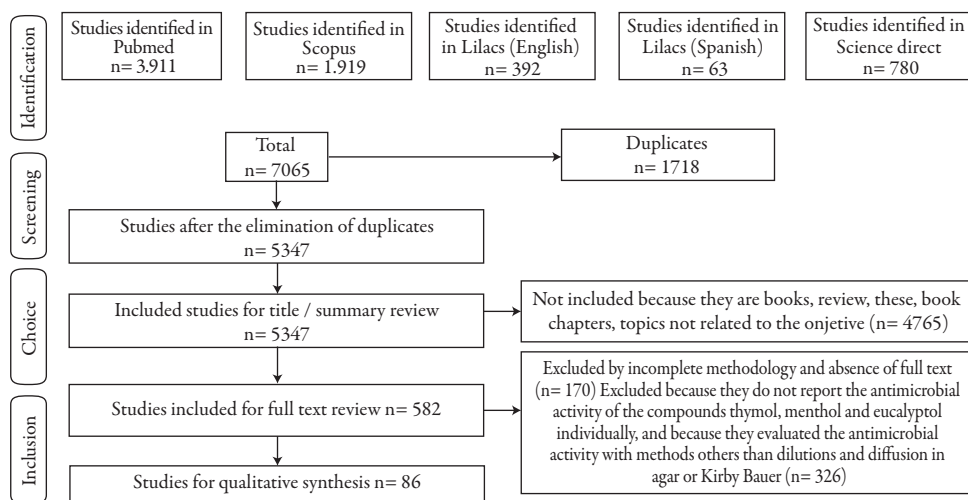 Identification
Studies identified in
Pubmed
n= 3.911
Studies identified in
Scopus
n= 1.919
Studies identified
in Lilacs (English)
n= 392
Studies identified in
Lilacs (Spanish)
n= 63
Studies identified in
Science direct
n= 780
Screening
Total
n= 7065
Duplicates
n= 1718
Studies after the elimination of duplicates
n= 5347
Choice
Included studies for title / summary review
n= 5347
Not included because they are books, review, these, book
chapters, topics not related to the onjetive (n= 4765)
Inclusion
Studies included for full text review n= 582
Excluded by incomplete methodology and absence of full text
(n= 170) Excluded because they do not report the antimicrobial
activity of the compounds thymol, menthol and eucalyptol
individually, and because they evaluated the antimicrobial
activity with methods others than dilutions and diffusion in
agar or Kirby Bauer (n= 326)
Studies for qualitative synthesis n= 86